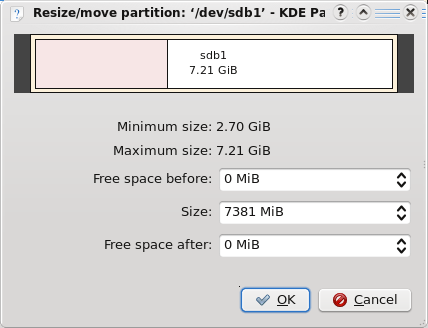 Resize/move partition: ‘/dev/sdb1’ - KDE Pa
sdb1
7.21 GiB
Minimum size: 2.70 GiB
Maximum size: 7.21 GiB
Free space before: 0 MiB
Size: 7381 MiB
Free space after: 0 MiB
OK Cancel